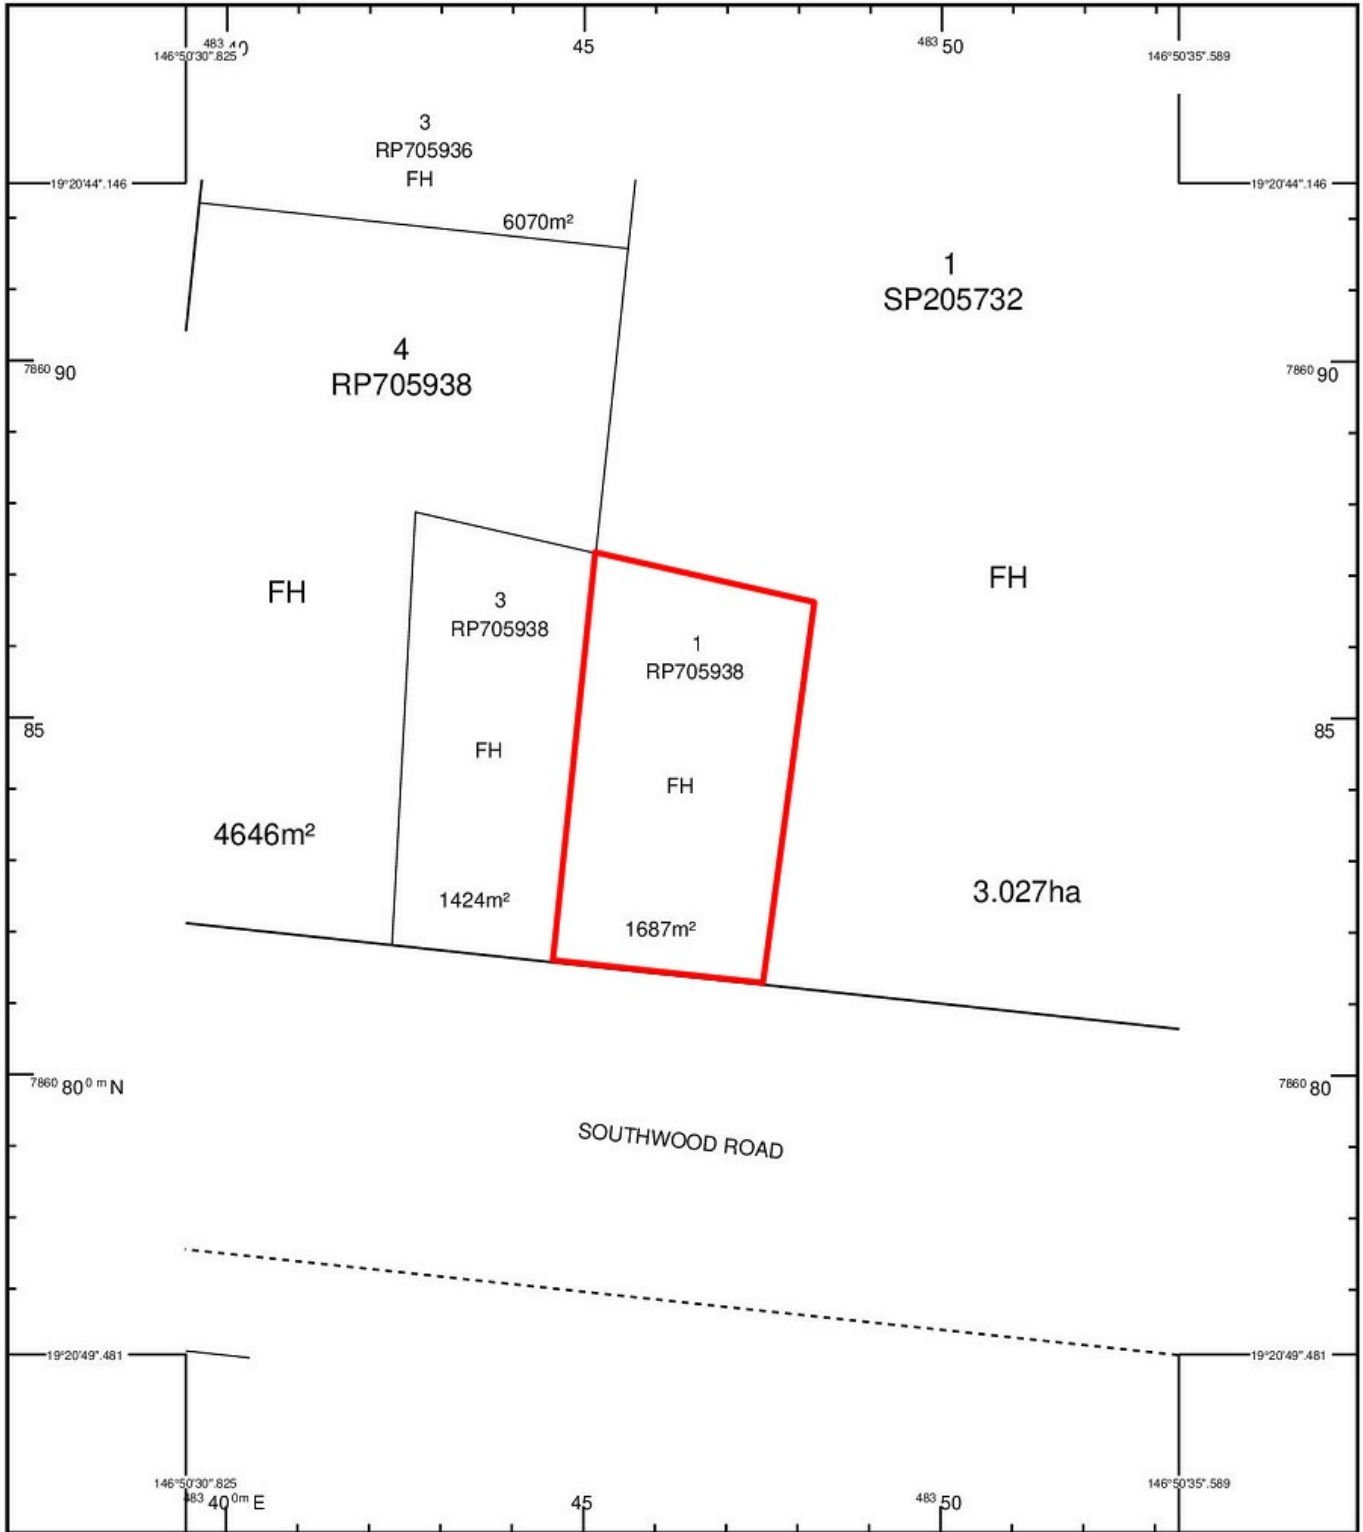 483 40
45
483 50
146°50'30".825
146°50'35".589
3
RP705936
FH
6070m²
19°20'44".146
19°20'44".146
1
SP205732
4
RP705938
7860 90
7860 90
FH
FH
3
RP705938
1
RP705938
85
85
FH
FH
4646m²
1424m²
1687m²
3.027ha
7860 80 0 m N
7860 80
SOUTHWOOD ROAD
19°20'49".481
19°20'49".481
146°50'30".825
146°50'35".589
483 40 0m E
45
483 50